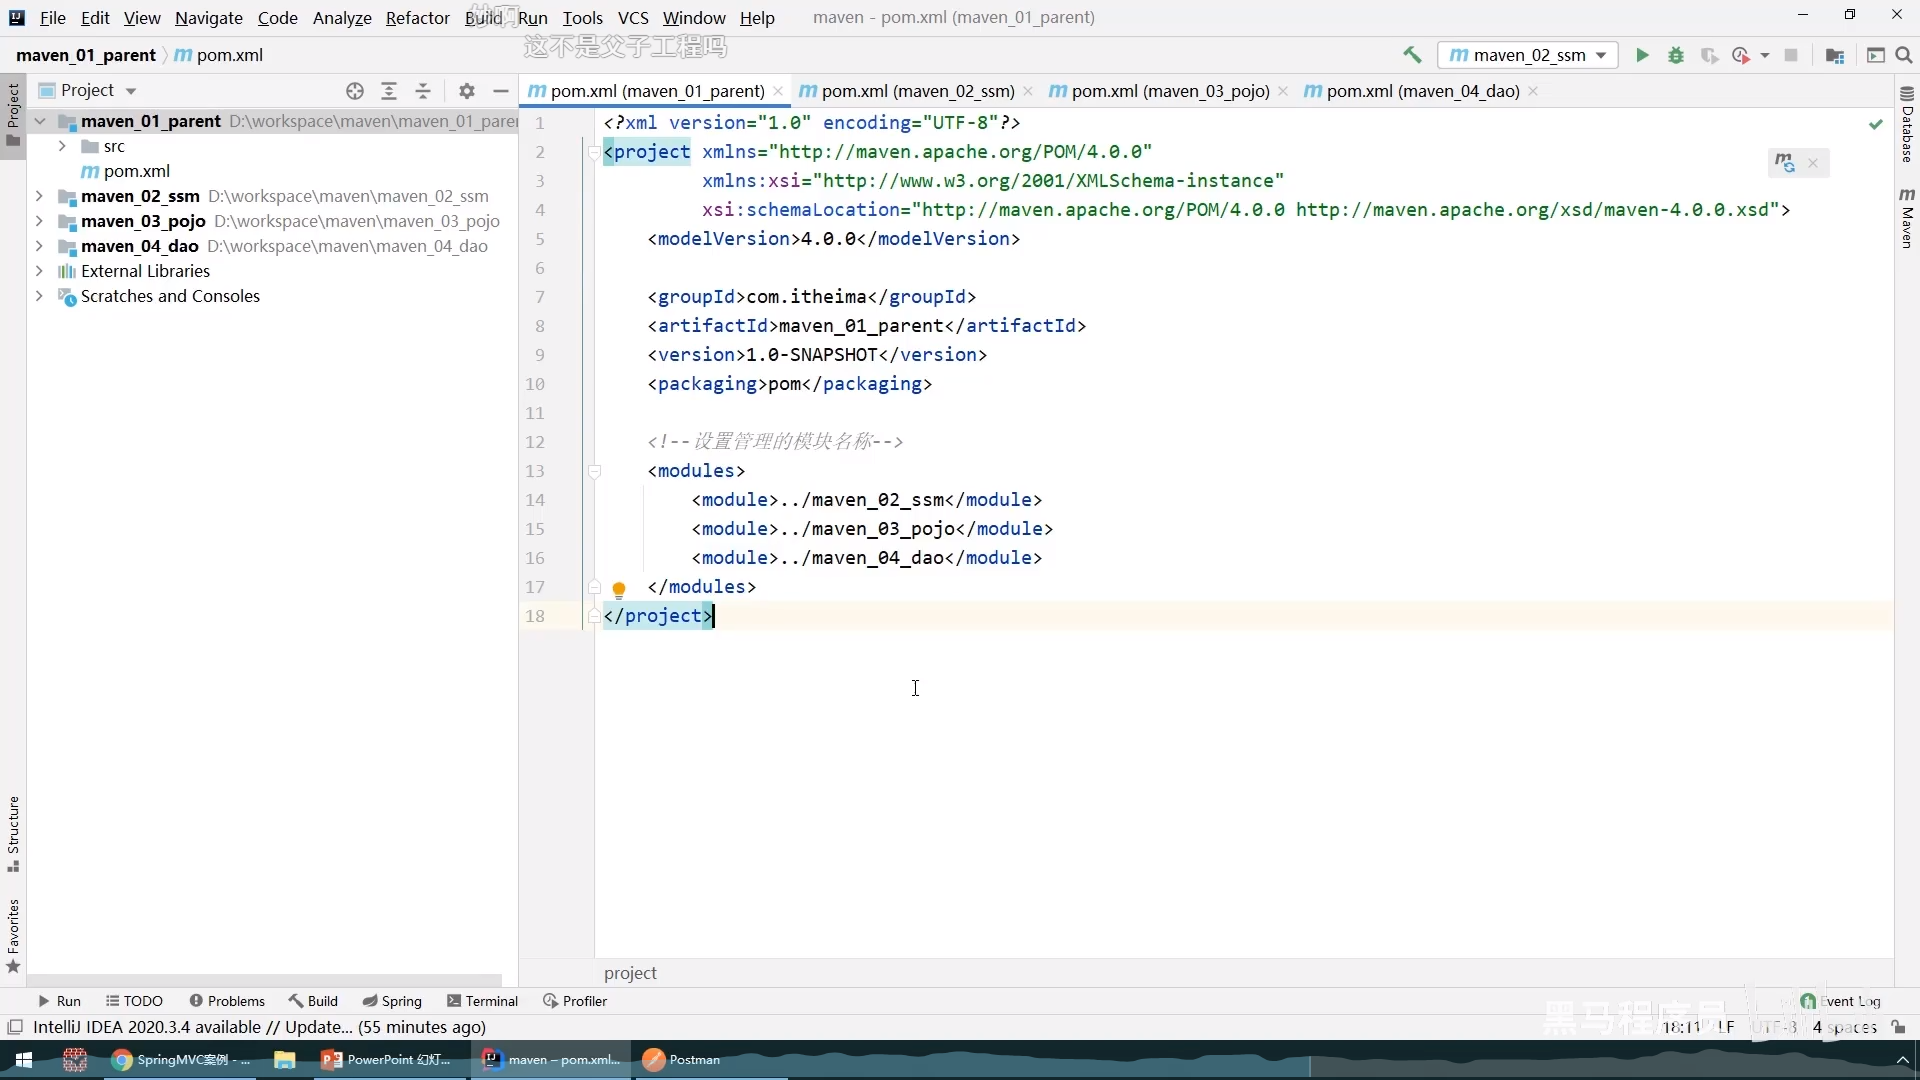 File Edit View Navigate Code Analyze Refactor Build Run Tools VCS Window Help maven - pom.xml (maven_01_parent)
妙啊
这不是父子工程吗
maven_01_parent pom.xml maven_02_ssm
Project
pom.xml (maven_01_parent) pom.xml (maven_02_ssm) pom.xml (maven_03_pojo) pom.xml (maven_04_dao)
Project
maven_01_parent D:\workspace\maven\maven_01_paren
src
pom.xml
maven_02_ssm D:\workspace\maven\maven_02_ssm
maven_03_pojo D:\workspace\maven\maven_03_pojo
maven_04_dao D:\workspace\maven\maven_04_dao
External Libraries
Scratches and Consoles
Structure
Favorites
1 <?xml version="1.0" encoding="UTF-8"?>
2 <project xmlns="http://maven.apache.org/POM/4.0.0"
3 xmlns:xsi="http://www.w3.org/2001/XMLSchema-instance"
4 xsi:schemaLocation="http://maven.apache.org/POM/4.0.0 http://maven.apache.org/xsd/maven-4.0.0.xsd">
5 <modelVersion>4.0.0</modelVersion>
6
7 <groupId>com.itheima</groupId>
8 <artifactId>maven_01_parent</artifactId>
9 <version>1.0-SNAPSHOT</version>
10 <packaging>pom</packaging>
11
12 <!--设置管理的模块名称-->
13 <modules>
14 <module>../maven_02_ssm</module>
15 <module>../maven_03_pojo</module>
16 <module>../maven_04_dao</module>
17 </modules>
18 </project>
Database
Maven
project
Run TODO Problems Build Spring Terminal Profiler Event Log
IntelliJ IDEA 2020.3.4 available // Update... (55 minutes ago) 18:11 LF UTF-8 4 spaces
黑马程序员
SpringMVC案例 - ... PowerPoint 幻灯... maven – pom.xml... Postman